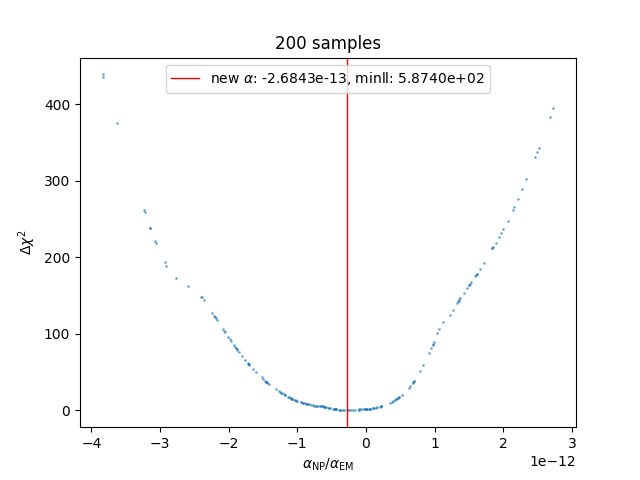 200 samples
new α: -2.6843e-13, minll: 5.8740e+02
400
300
200
100
0
Δχ²
−4
−3
−2
−1
0
1
2
3
1e−12
α_NP/α_EM